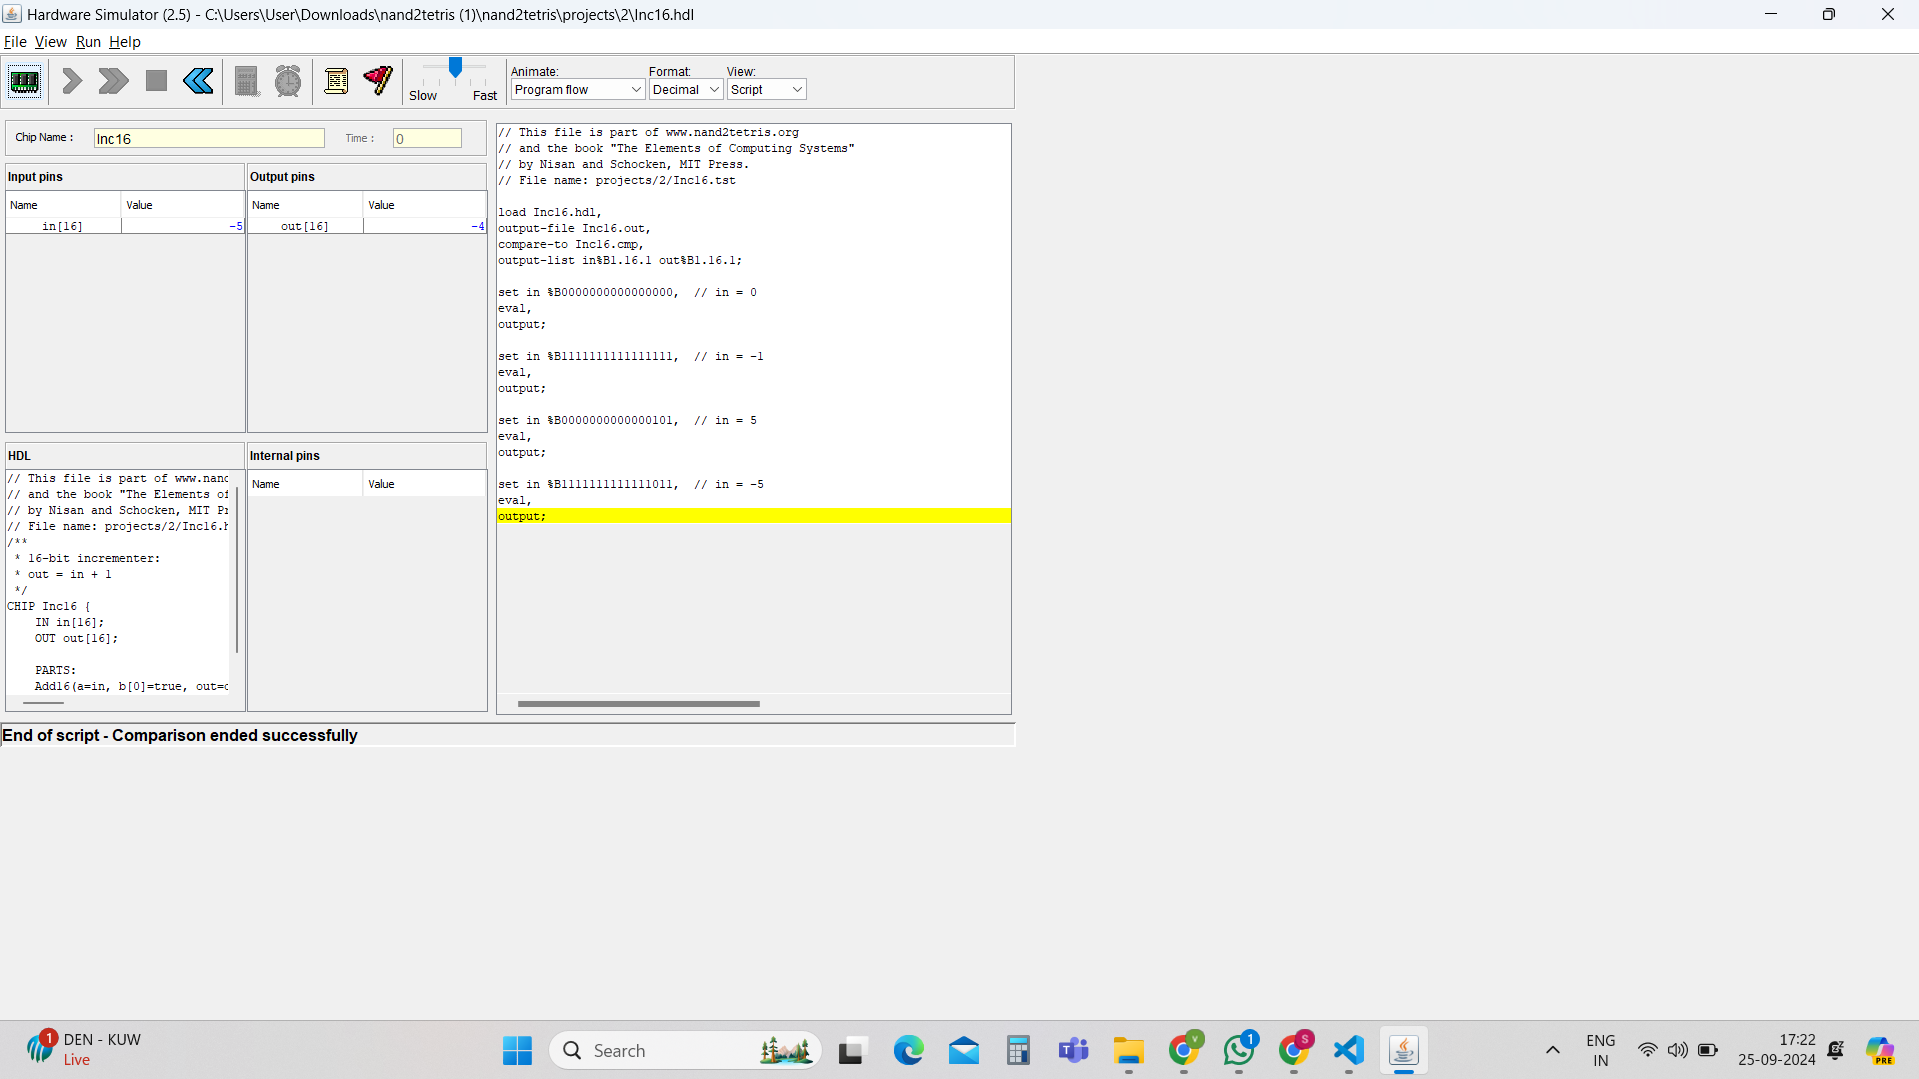 Hardware Simulator (2.5) - C:\Users\User\Downloads\nand2tetris (1)\nand2tetris\projects\2\Inc16.hdl
File View Run Help
Slow Fast
Animate: Format: View:
Program flow Decimal Script
Chip Name : Inc16 Time : 0
Input pins Output pins
Name Value Name Value
in[16] -5 out[16] -4
HDL Internal pins
Name Value
// This file is part of www.nand
// and the book "The Elements of
// by Nisan and Schocken, MIT Pr
// File name: projects/2/Inc16.h
/**
* 16-bit incrementer:
* out = in + 1
*/
CHIP Inc16 {
IN in[16];
OUT out[16];
PARTS:
Add16(a=in, b[0]=true, out=o
// This file is part of www.nand2tetris.org
// and the book "The Elements of Computing Systems"
// by Nisan and Schocken, MIT Press.
// File name: projects/2/Inc16.tst
load Inc16.hdl,
output-file Inc16.out,
compare-to Inc16.cmp,
output-list in%B1.16.1 out%B1.16.1;
set in %B0000000000000000, // in = 0
eval,
output;
set in %B1111111111111111, // in = -1
eval,
output;
set in %B0000000000000101, // in = 5
eval,
output;
set in %B1111111111111011, // in = -5
eval,
output;
End of script - Comparison ended successfully
1
DEN - KUW
Live
Search
V
1
S
ENG
IN
17:22
25-09-2024
PRE